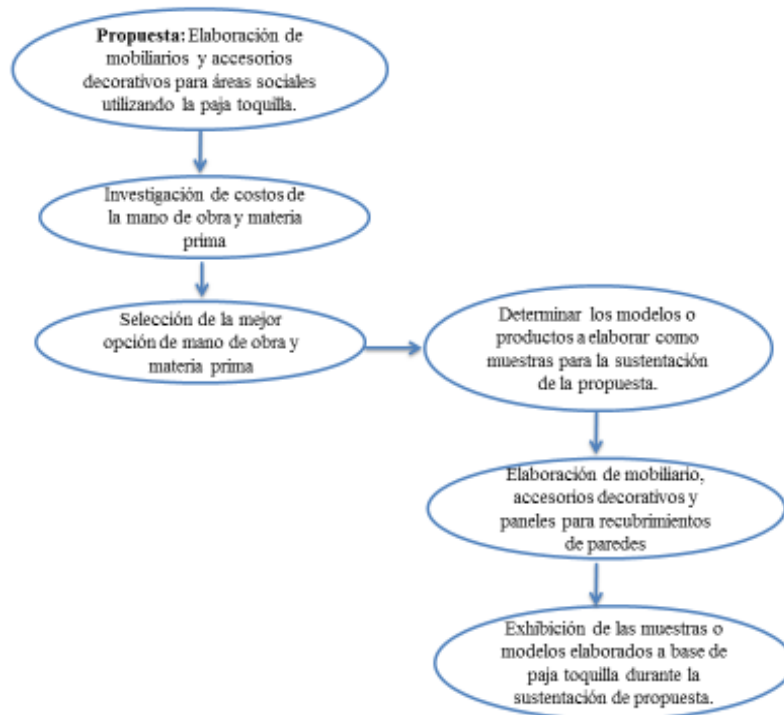 Propuesta: Elaboración de
mobiliarios y accesorios
decorativos para áreas sociales
utilizando la paja toquilla.
Investigación de costos de
la mano de obra y materia
prima
Selección de la mejor
opción de mano de obra y
materia prima
Determinar los modelos o
productos a elaborar como
muestras para la sustentación
de la propuesta.
Elaboración de mobiliario,
accesorios decorativos y
paneles para recubrimientos
de paredes
Exhibición de las muestras o
modelos elaborados a base de
paja toquilla durante la
sustentación de propuesta.